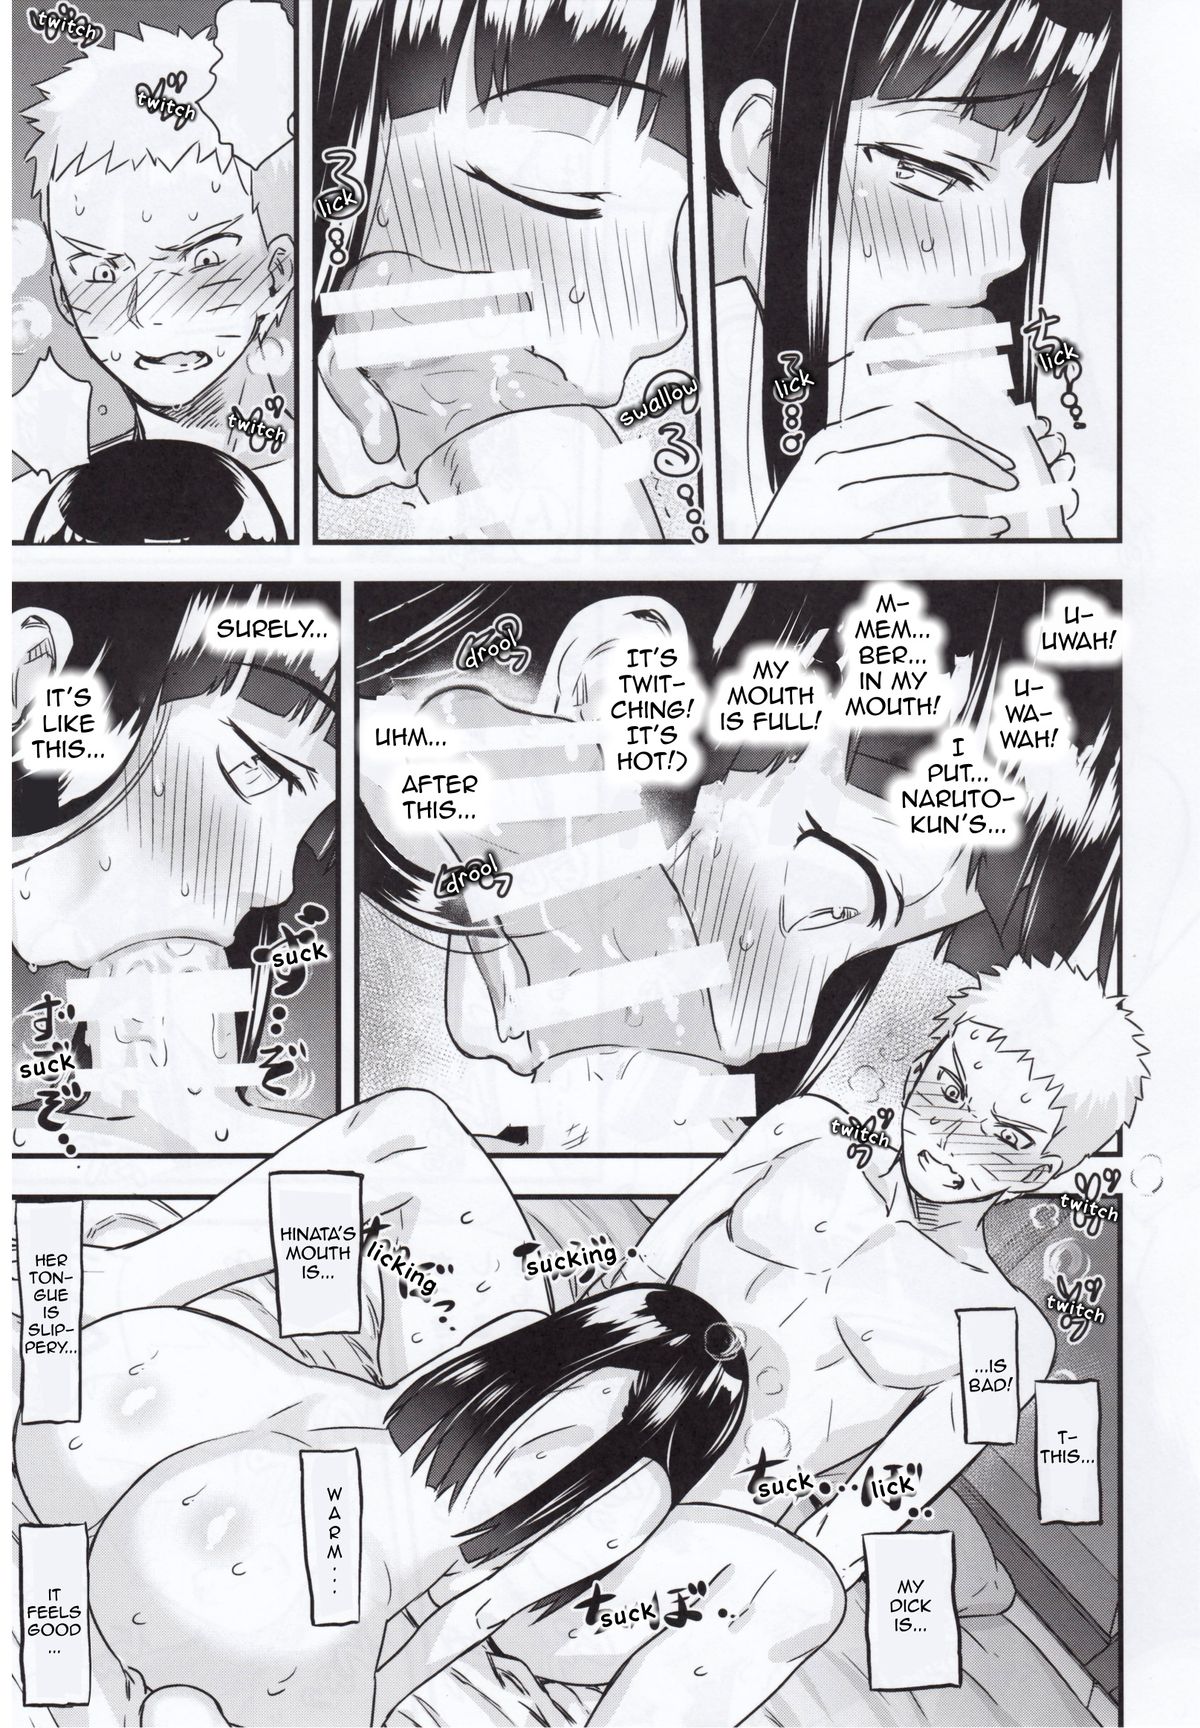 lick
lick
lick
swallow
twitch
twitch
twitch
U-
UWAH!
U-
WA-
WAH!
M-
MEM...
BER...
IN MY
MOUTH!
I
PUT...
NARUTO-
KUN'S...
MY
MOUTH
IS FULL!
IT'S
TWIT-
CHING!
IT'S
HOT!)
UHM...
AFTER
THIS...
drool
drool
SURELY...
IT'S
LIKE
THIS...
suck
suck
twitch
twitch
twitch
T-
THIS...
...IS
BAD!
MY
DICK
IS...
sucking
licking
suck
lick
suck
HINATA'S
MOUTH
IS...
WARM...
HER
TON-
GUE IS
SLIP-
PERY...
IT
FEELS
GOOD
...